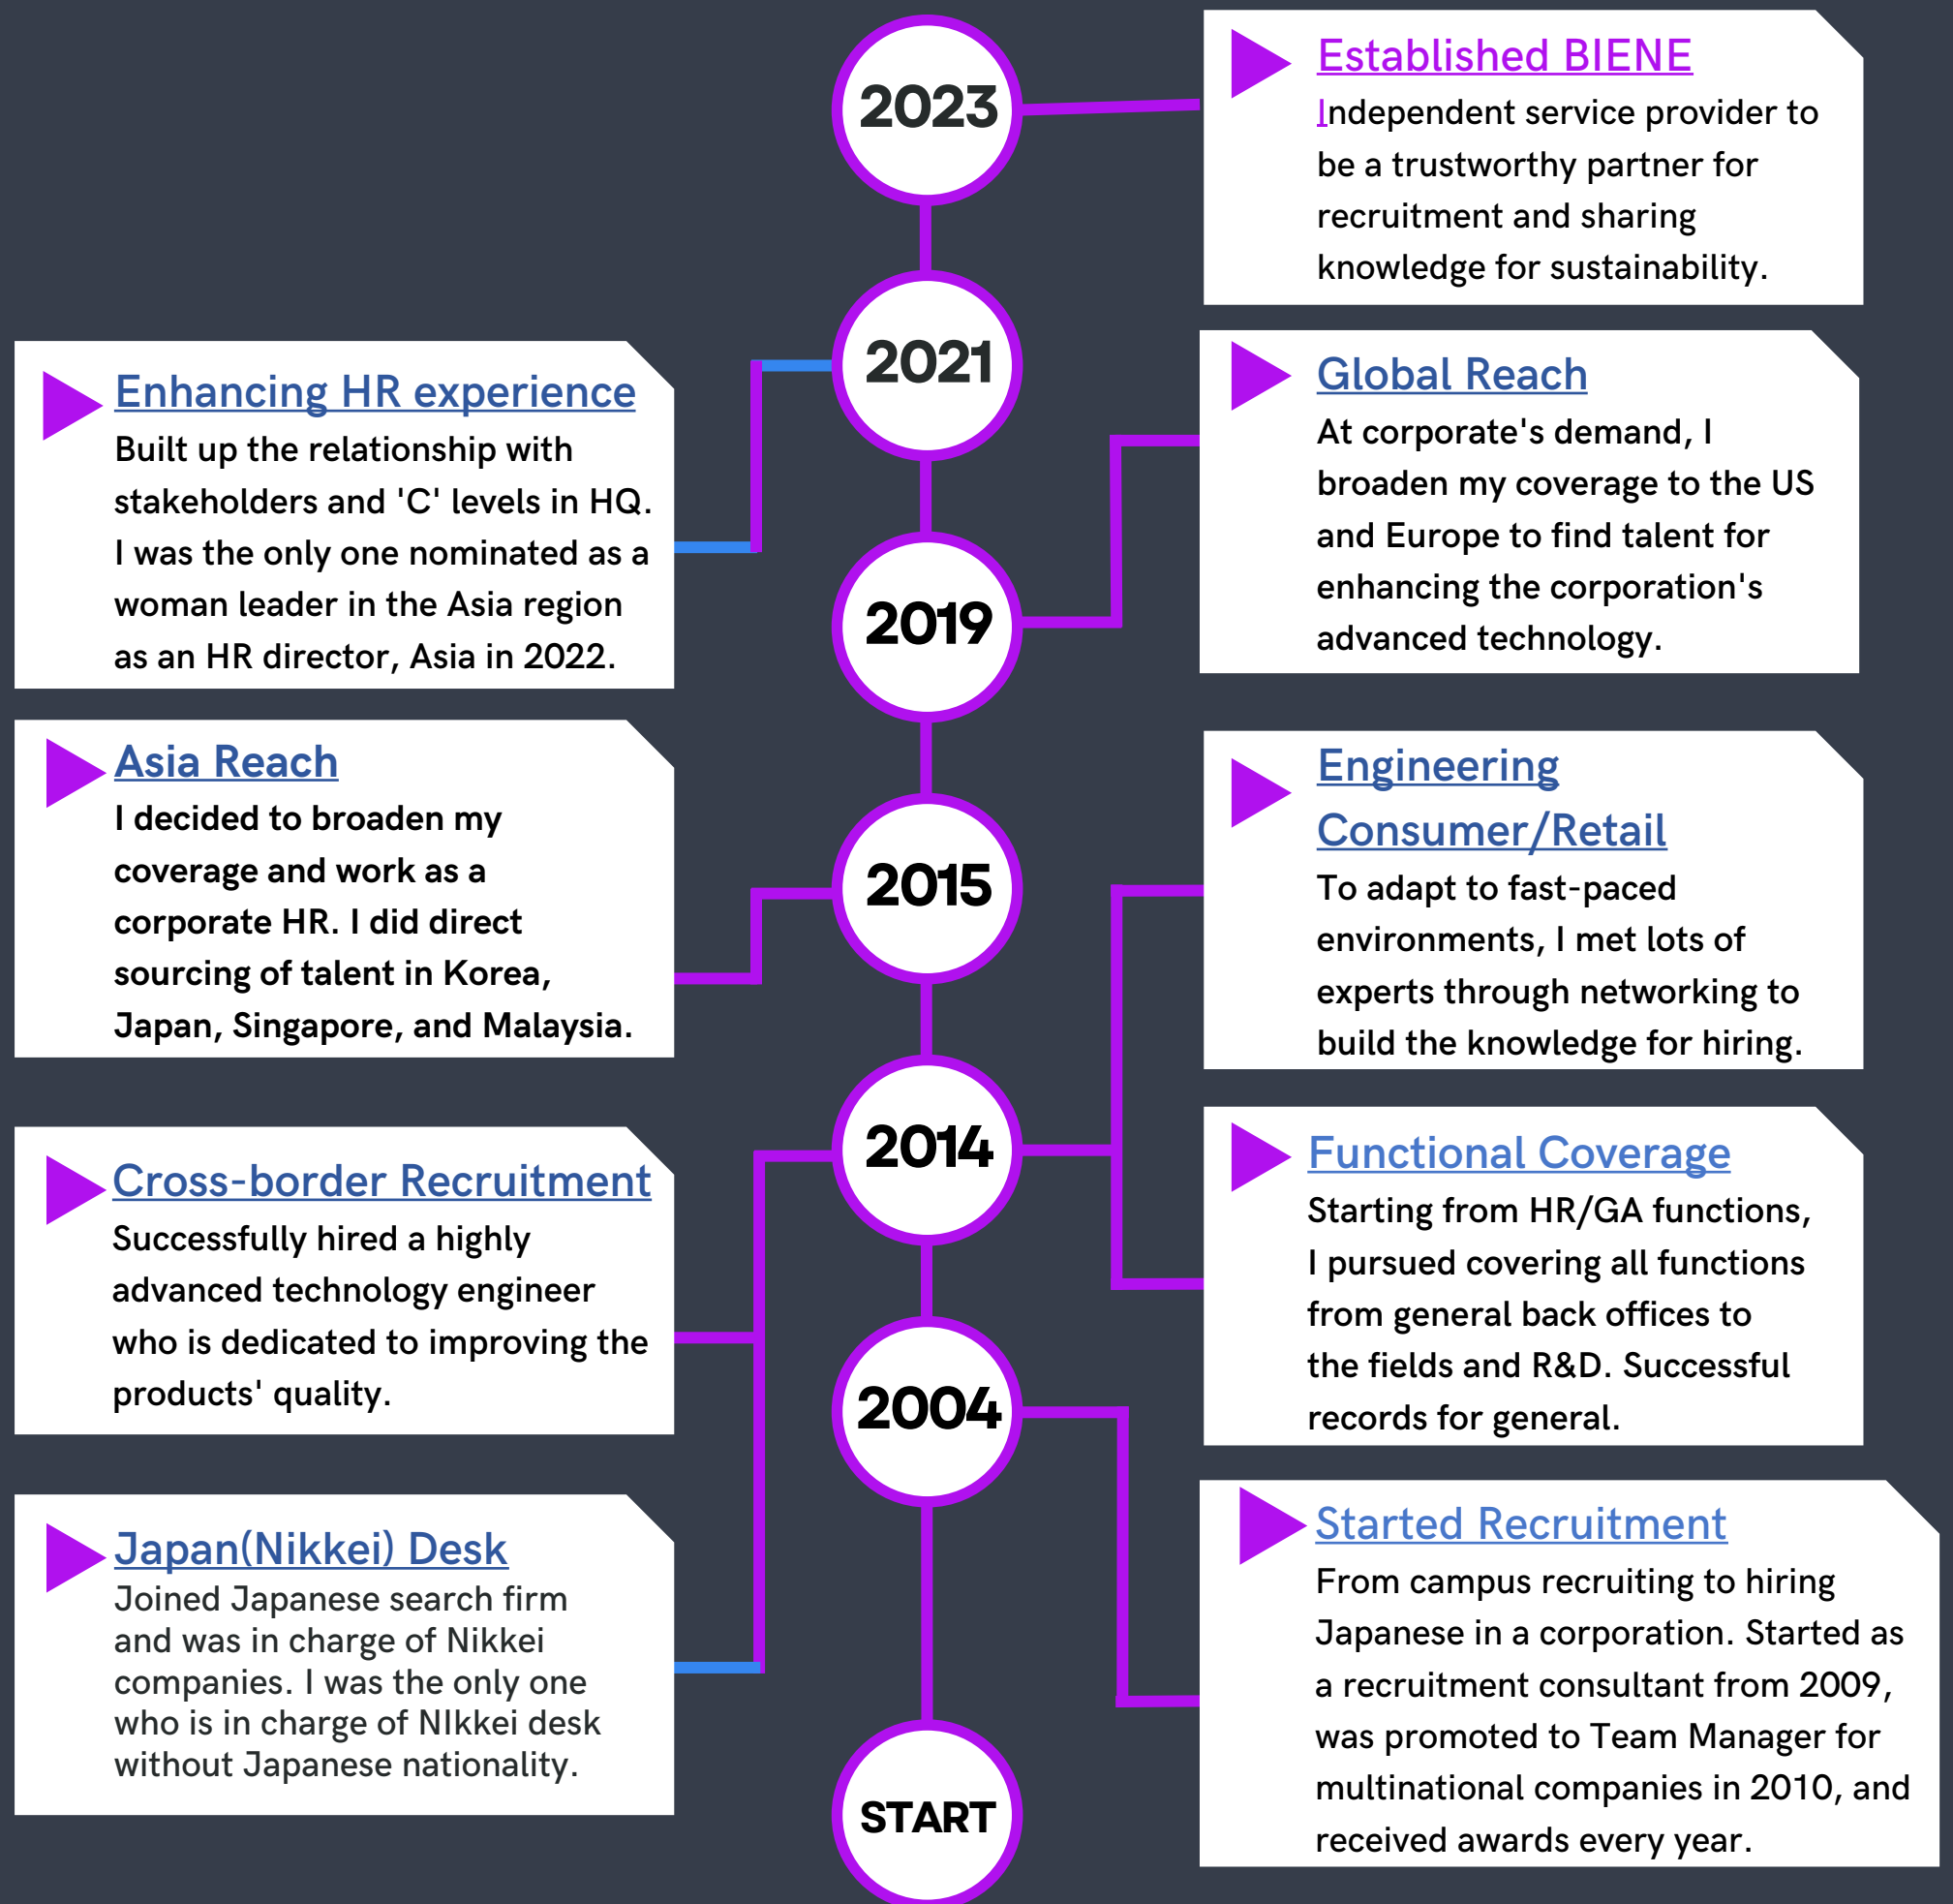 2023
Established BIENE
Independent service provider to
be a trustworthy partner for
recruitment and sharing
knowledge for sustainability.
2021
Enhancing HR experience
Built up the relationship with
stakeholders and 'C' levels in HQ.
I was the only one nominated as a
woman leader in the Asia region
as an HR director, Asia in 2022.
Global Reach
At corporate's demand, I
broaden my coverage to the US
and Europe to find talent for
enhancing the corporation's
advanced technology.
2019
Asia Reach
I decided to broaden my
coverage and work as a
corporate HR. I did direct
sourcing of talent in Korea,
Japan, Singapore, and Malaysia.
2015
Engineering
Consumer/Retail
To adapt to fast-paced
environments, I met lots of
experts through networking to
build the knowledge for hiring.
2014
Cross-border Recruitment
Successfully hired a highly
advanced technology engineer
who is dedicated to improving the
products' quality.
Functional Coverage
Starting from HR/GA functions,
I pursued covering all functions
from general back offices to
the fields and R&D. Successful
records for general.
2004
Japan(Nikkei) Desk
Joined Japanese search firm
and was in charge of Nikkei
companies. I was the only one
who is in charge of NIkkei desk
without Japanese nationality.
Started Recruitment
From campus recruiting to hiring
Japanese in a corporation. Started as
a recruitment consultant from 2009,
was promoted to Team Manager for
multinational companies in 2010, and
received awards every year.
START